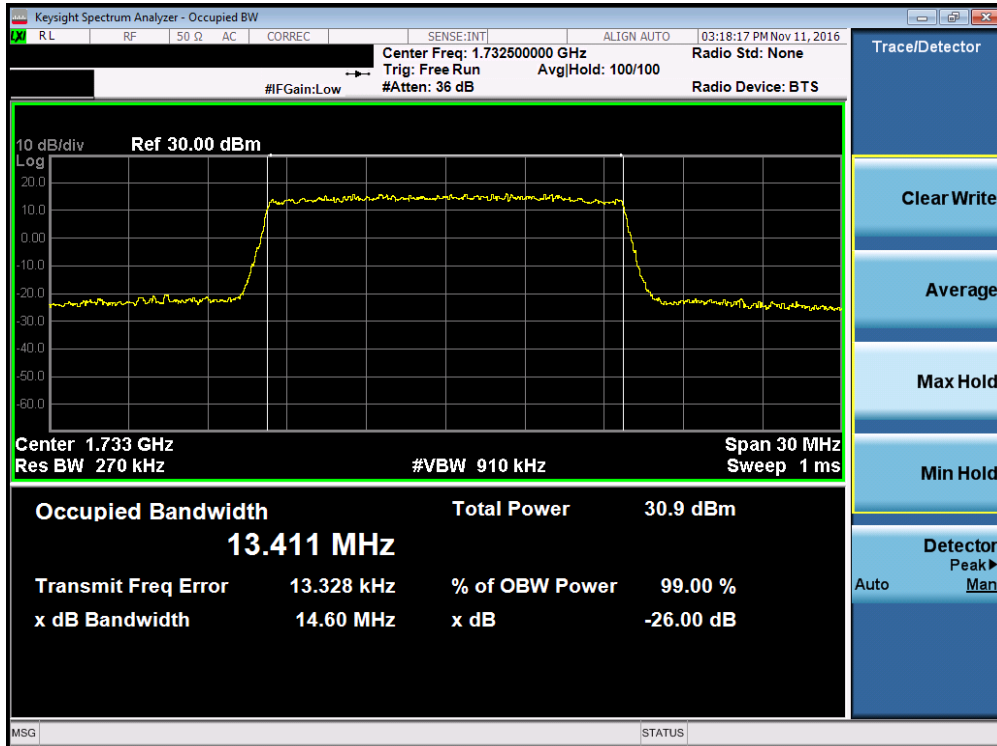 Keysight Spectrum Analyzer - Occupied BW
LXI RL RF 50 Ω AC CORREC SENSE:INT ALIGN AUTO 03:18:17 PM Nov 11, 2016
Center Freq: 1.732500000 GHz Radio Std: None
Trig: Free Run Avg|Hold: 100/100
#IFGain:Low #Atten: 36 dB Radio Device: BTS
10 dB/div Ref 30.00 dBm
Log
20.0
10.0
0.00
-10.0
-20.0
-30.0
-40.0
-50.0
-60.0
Center 1.733 GHz Span 30 MHz
Res BW 270 kHz #VBW 910 kHz Sweep 1 ms
Occupied Bandwidth Total Power 30.9 dBm
13.411 MHz
Transmit Freq Error 13.328 kHz % of OBW Power 99.00 %
x dB Bandwidth 14.60 MHz x dB -26.00 dB
Trace/Detector
Clear Write
Average
Max Hold
Min Hold
Detector
Peak▶
Auto Man
MSG STATUS